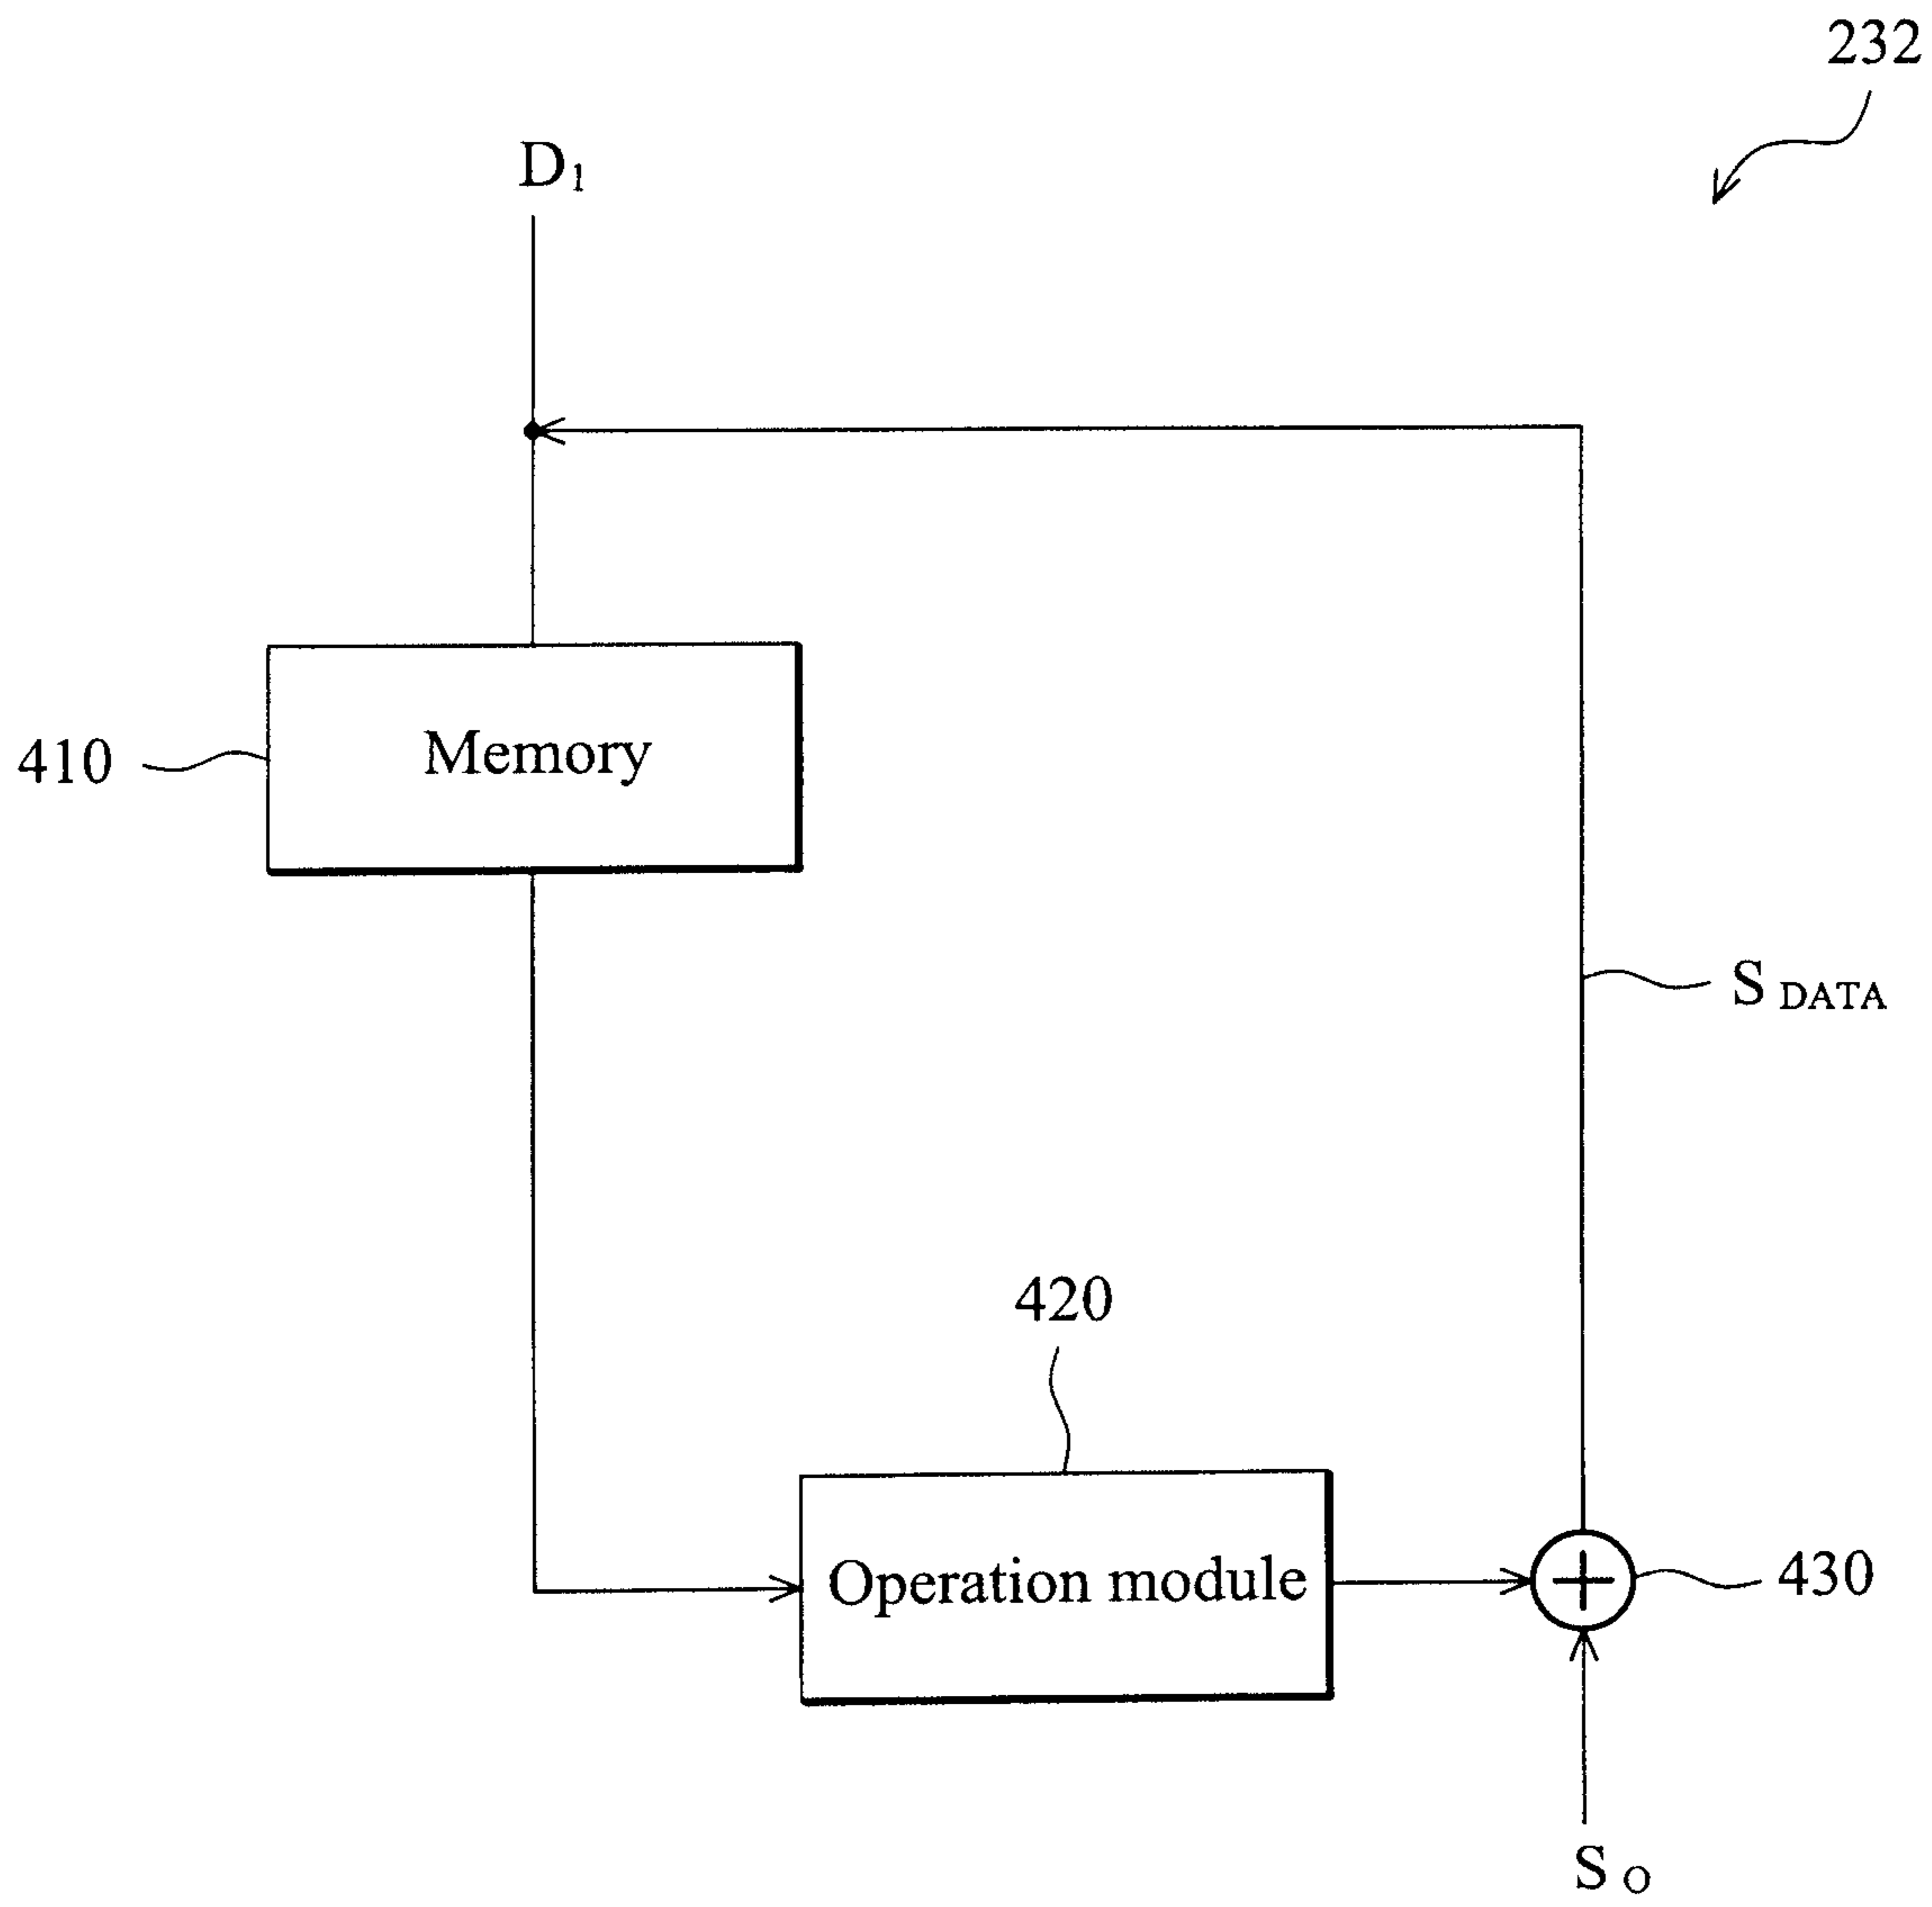 232
D₁
410
Memory
S DATA
420
Operation module
430
S O